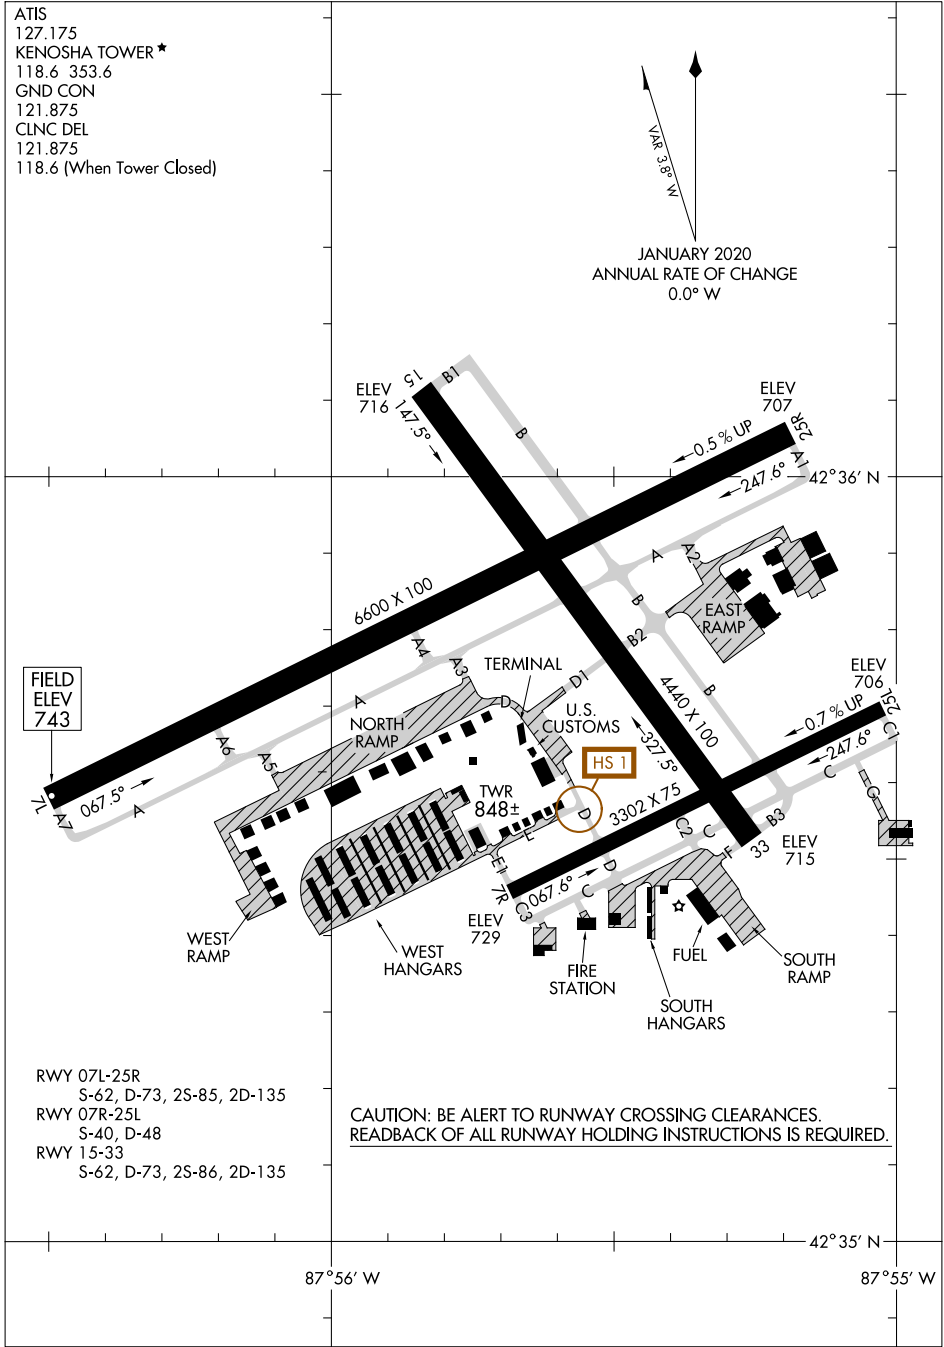 ATIS
127.175
KENOSHA TOWER★
118.6 353.6
GND CON
121.875
CLNC DEL
121.875
118.6 (When Tower Closed)
VAR 3.8° W
JANUARY 2020
ANNUAL RATE OF CHANGE
0.0° W
ELEV
716
15
B1
147.5°
B
ELEV
707
25R
0.5 % UP
A1
247.6°
42°36' N
A
A2
B
EAST
RAMP
6600 X 100
B2
A4
A3
TERMINAL
D1
D
U.S.
CUSTOMS
4440 X 100
B
327.5°
ELEV
706
25L
0.7 % UP
C1
247.6°
C
G
FIELD
ELEV
743
A
NORTH
RAMP
A6
A5
7L
A7
067.5°
A
HS 1
TWR
848±
D
3302 X 75
E
E1
C2
C
B3
F
33
ELEV
715
7R
067.6°
C
D
C3
ELEV
729
WEST
RAMP
WEST
HANGARS
FIRE
STATION
FUEL
SOUTH
RAMP
SOUTH
HANGARS
RWY 07L-25R
S-62, D-73, 2S-85, 2D-135
RWY 07R-25L
S-40, D-48
RWY 15-33
S-62, D-73, 2S-86, 2D-135
CAUTION: BE ALERT TO RUNWAY CROSSING CLEARANCES.
READBACK OF ALL RUNWAY HOLDING INSTRUCTIONS IS REQUIRED.
42°35' N
87°56' W
87°55' W